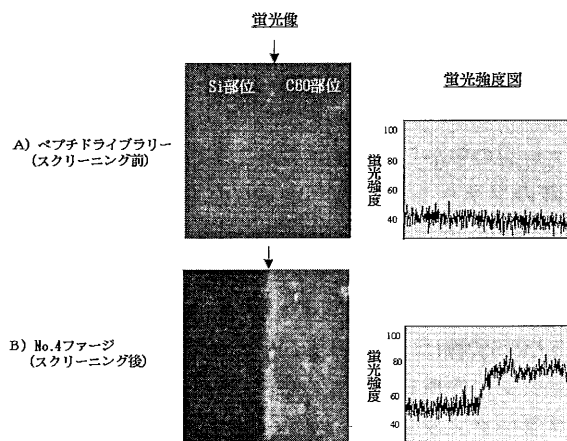 蛍光像
Si部位 C60部位
蛍光強度図
A) ペプチドライブラリー
(スクリーニング前)
蛍光強度
100
80
60
40
B) No.4ファージ
(スクリーニング後)
蛍光強度
100
80
60
40